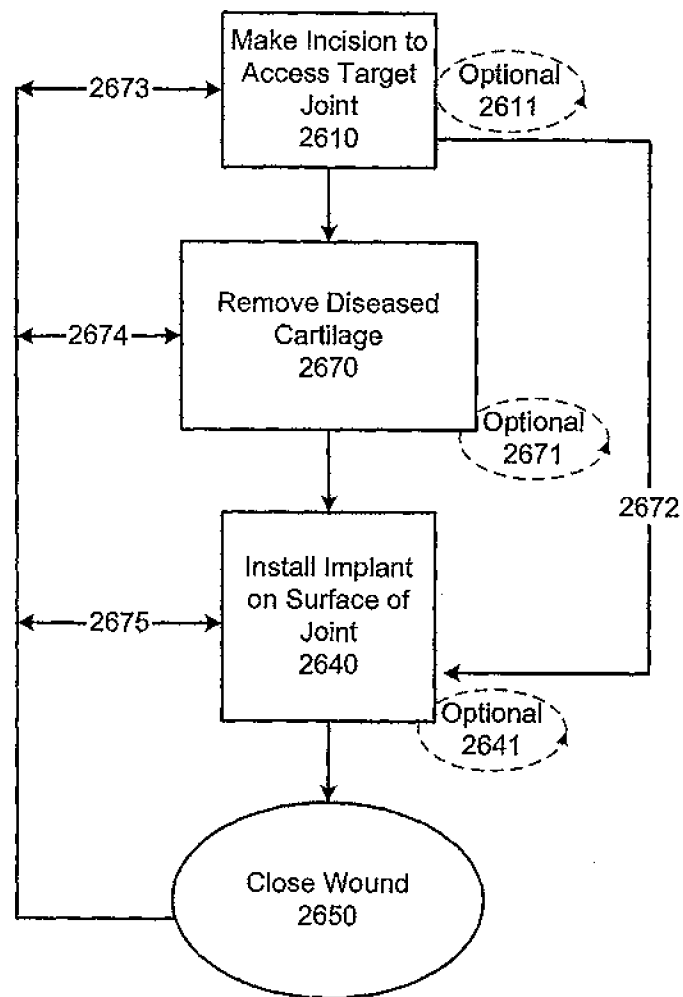 Make Incision to
Access Target
Joint
2610
Optional
2611
2673
Remove Diseased
Cartilage
2670
2674
Optional
2671
2672
Install Implant
on Surface of
Joint
2640
2675
Optional
2641
Close Wound
2650